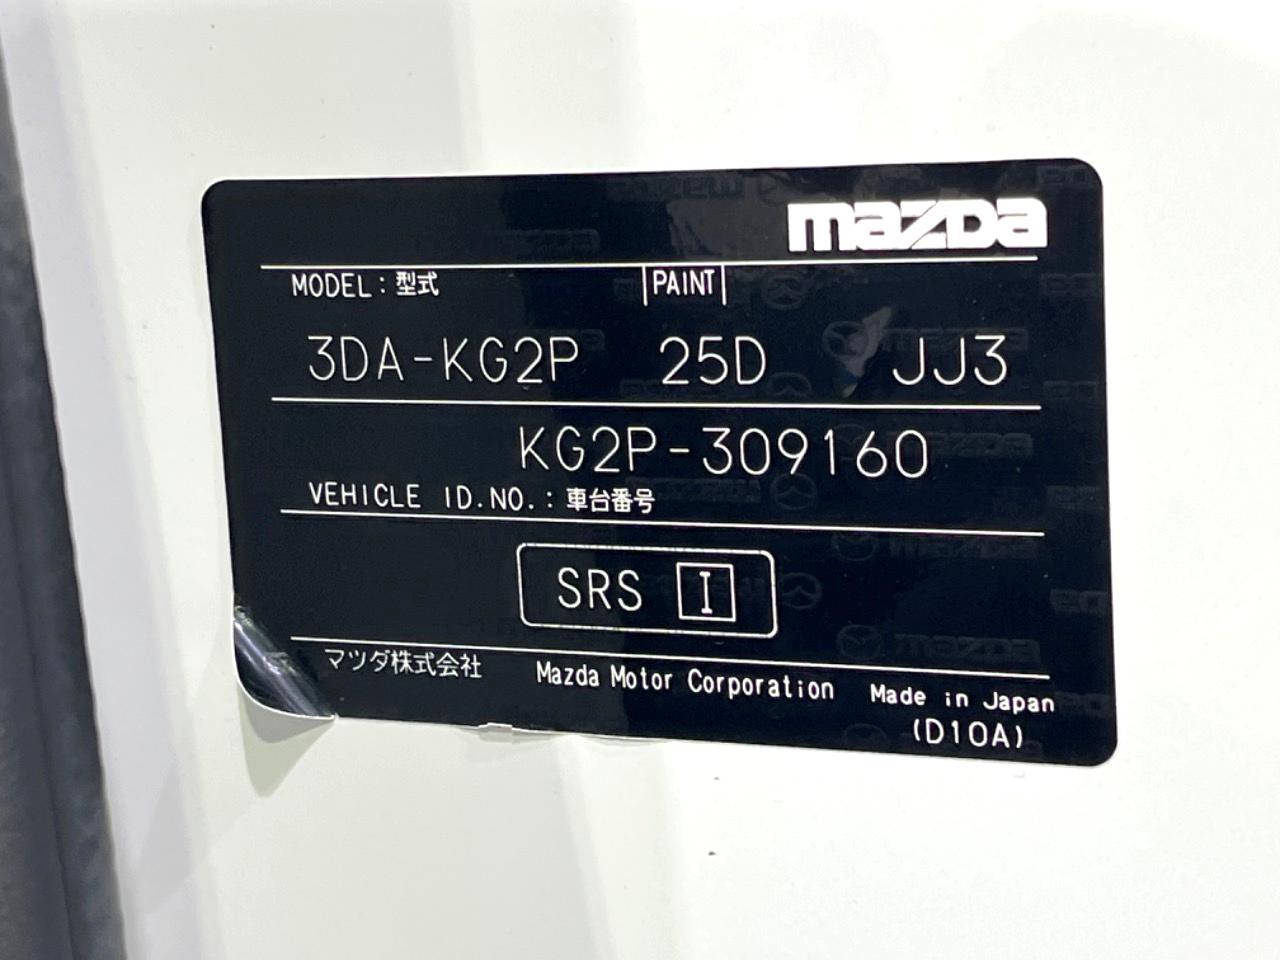 mazda
MODEL：型式 PAINT
3DA-KG2P 25D JJ3
KG2P-309160
VEHICLE ID.NO.：車台番号
SRS I
マツダ株式会社 Mazda Motor Corporation Made in Japan
(D10A)